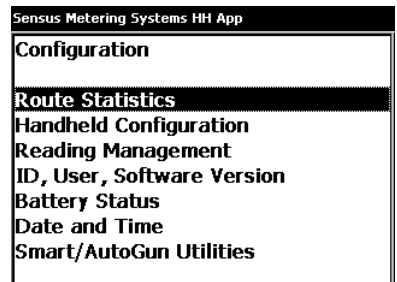 Sensus Metering Systems HH App
Configuration
Route Statistics
Handheld Configuration
Reading Management
ID, User, Software Version
Battery Status
Date and Time
Smart/AutoGun Utilities